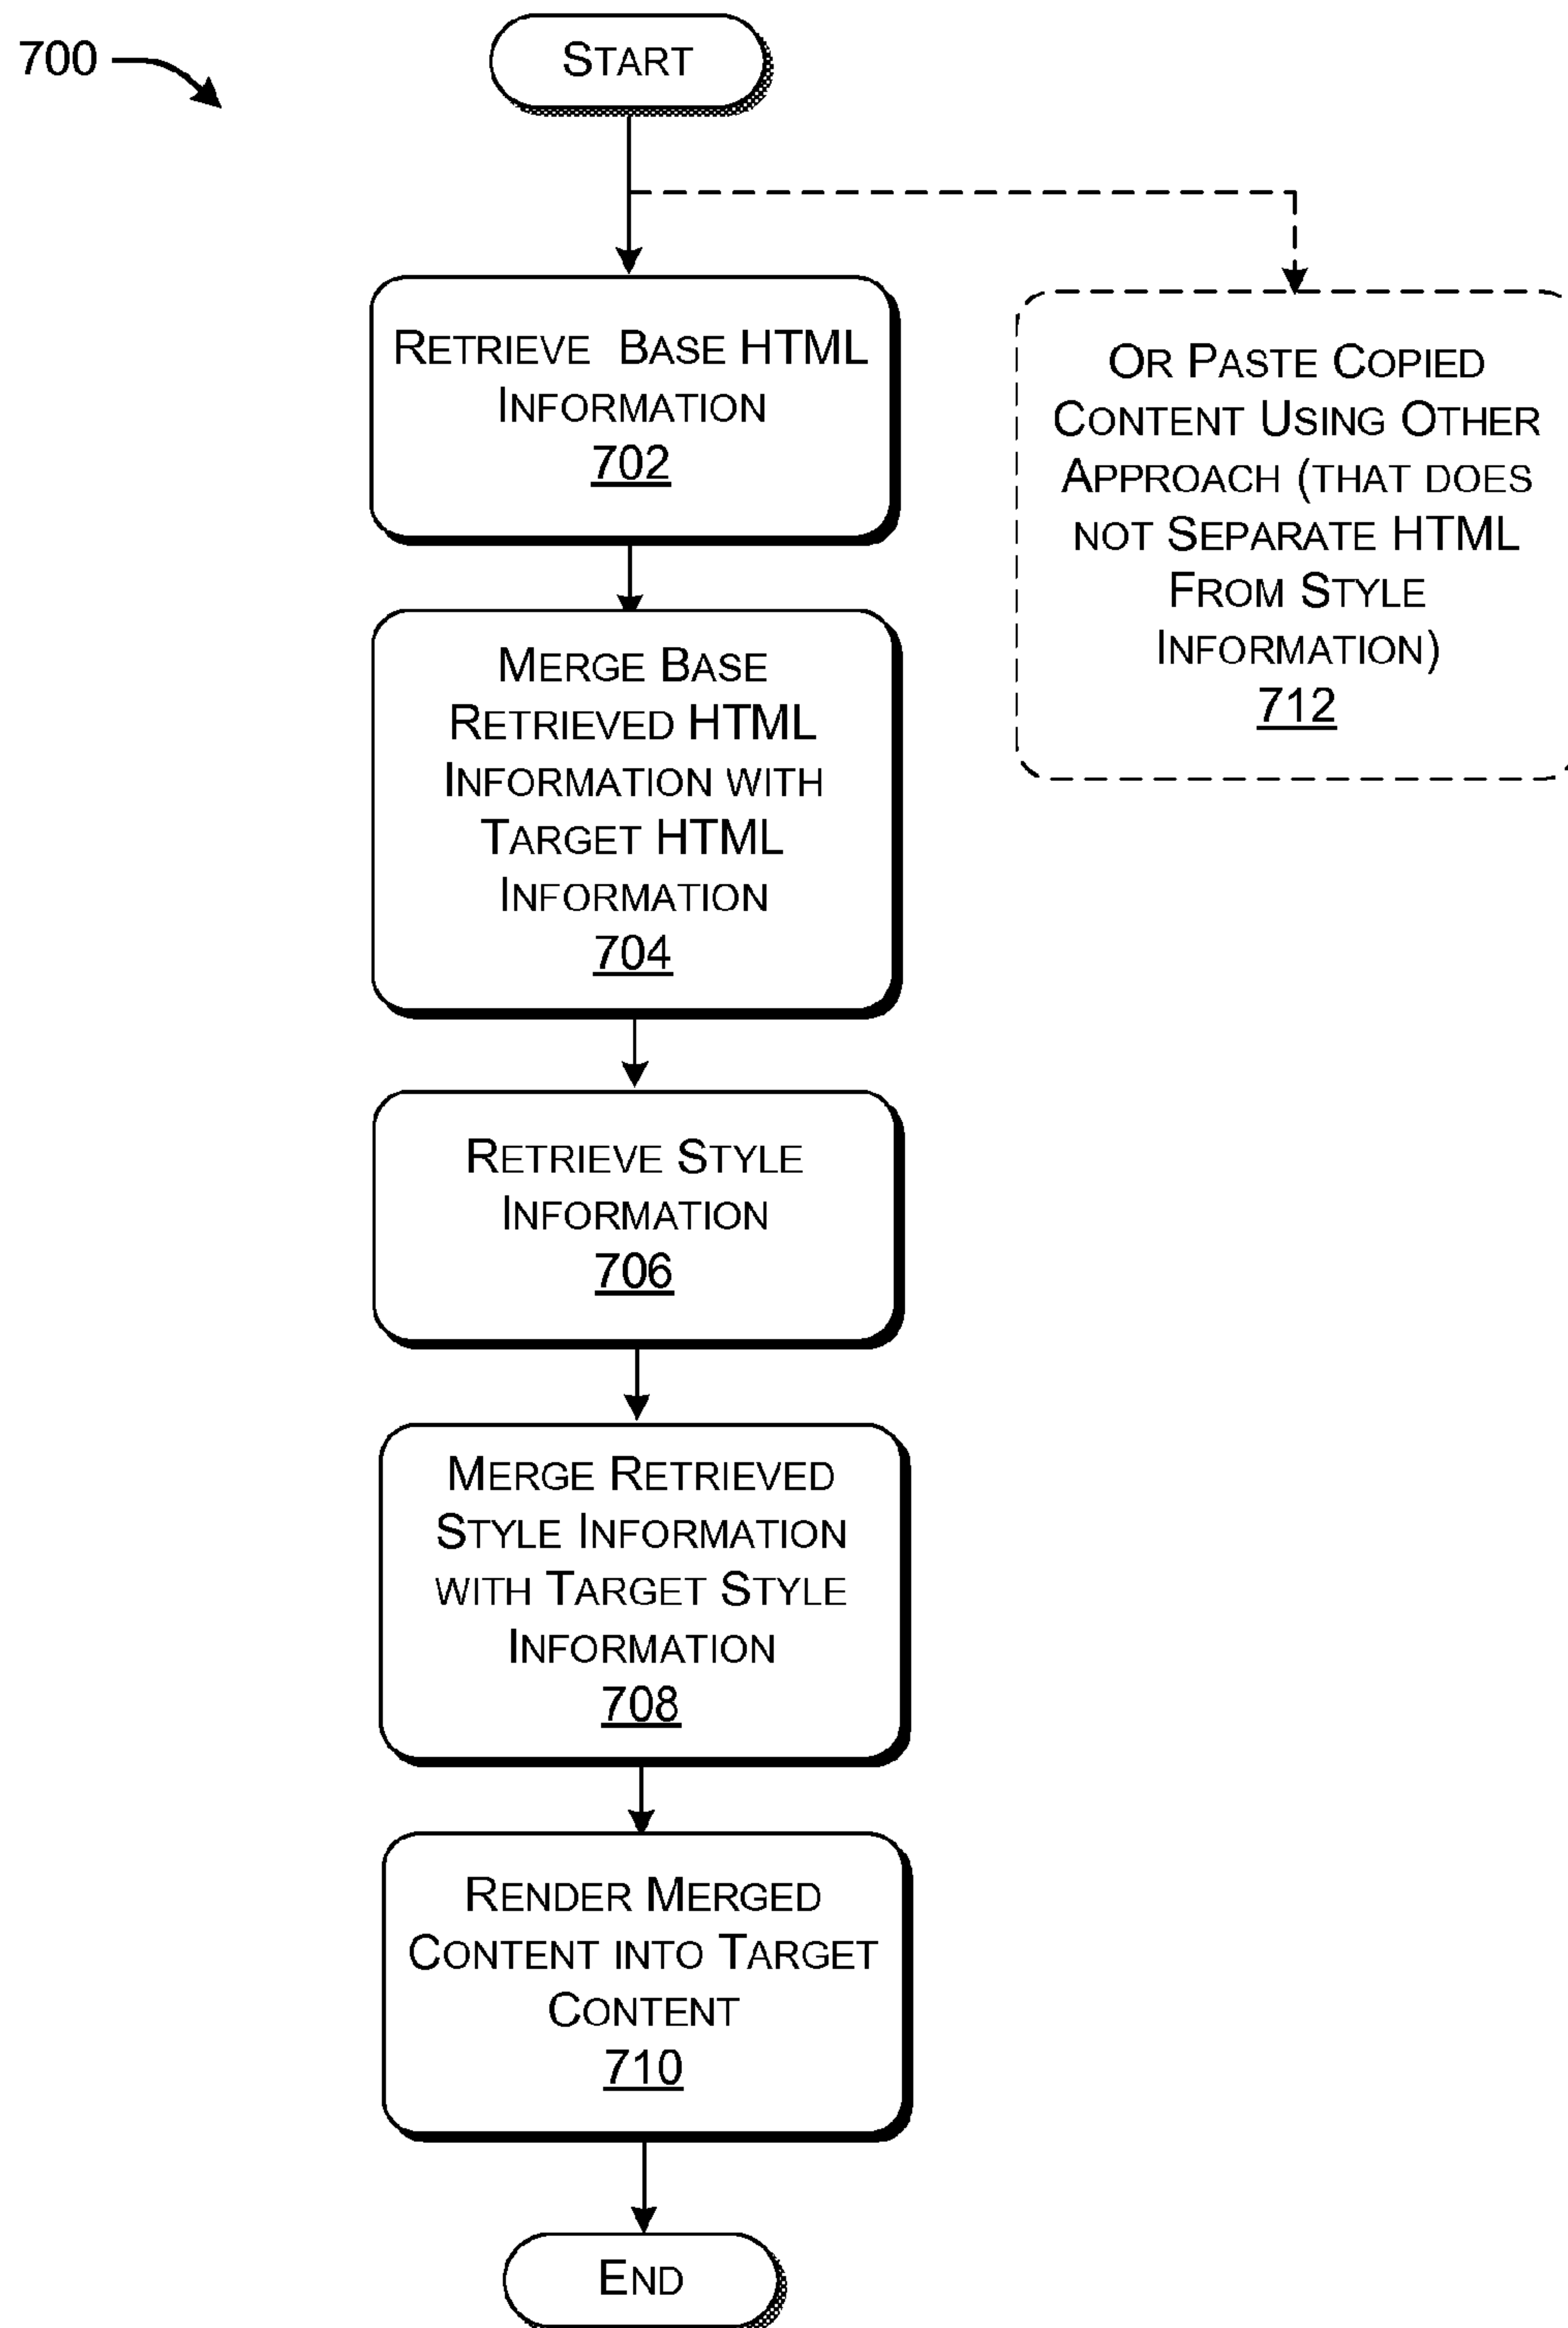 700
START
RETRIEVE BASE HTML
INFORMATION
702
OR PASTE COPIED
CONTENT USING OTHER
APPROACH (THAT DOES
NOT SEPARATE HTML
FROM STYLE
INFORMATION)
712
MERGE BASE
RETRIEVED HTML
INFORMATION WITH
TARGET HTML
INFORMATION
704
RETRIEVE STYLE
INFORMATION
706
MERGE RETRIEVED
STYLE INFORMATION
WITH TARGET STYLE
INFORMATION
708
RENDER MERGED
CONTENT INTO TARGET
CONTENT
710
END